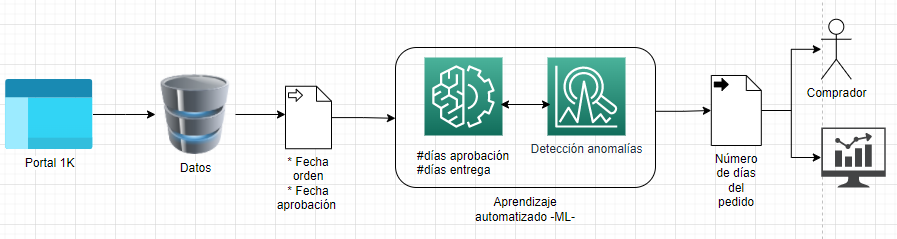 Portal 1K
Datos
* Fecha
orden
* Fecha
aprobación
#días aprobación
#días entrega
Detección anomalías
Aprendizaje
automatizado -ML-
Número
de días
del
pedido
Comprador